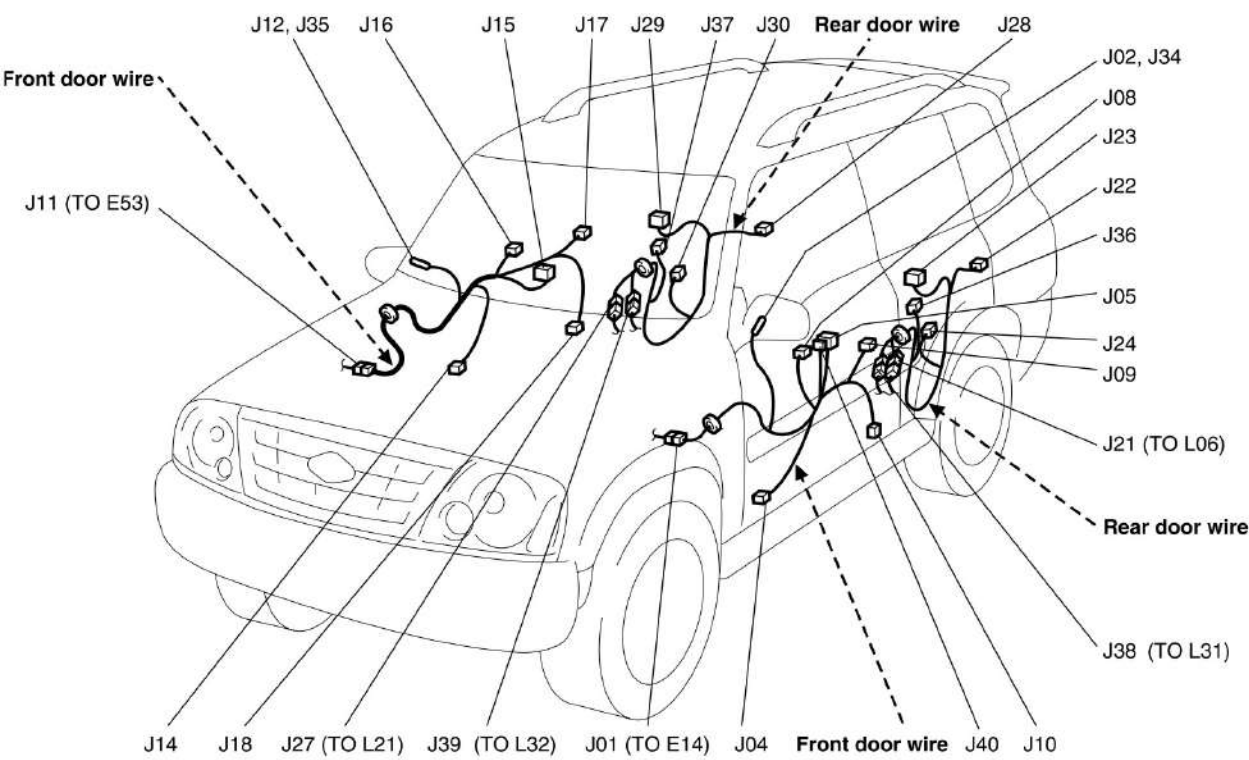 J12, J35
J16
J15
J17
J29
J37
J30
Rear door wire
J28
Front door wire
J02, J34
J08
J23
J11 (TO E53)
J22
J36
J05
J24
J09
J21 (TO L06)
Rear door wire
J38 (TO L31)
J14
J18
J27 (TO L21)
J39 (TO L32)
J01 (TO E14)
J04
Front door wire
J40
J10